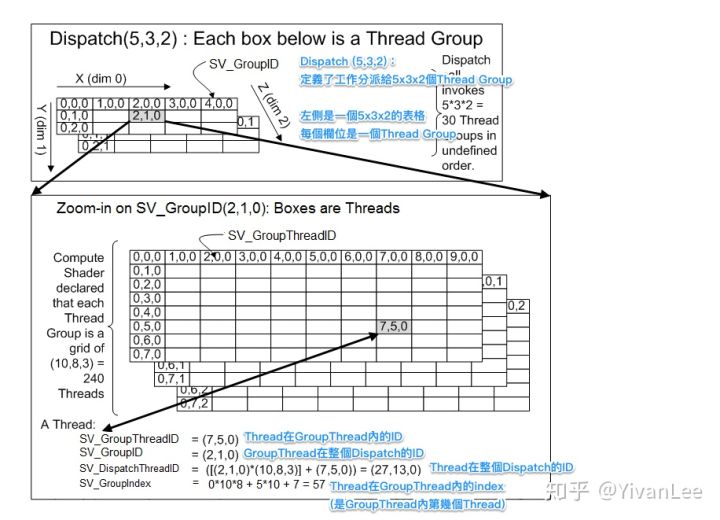 Dispatch(5,3,2) : Each box below is a Thread Group
X (dim 0)
SV_GroupID
Y (dim 1)
Z (dim 2)
0,0,0 1,0,0 2,0,0 3,0,0 4,0,0
0,1,0 2,1,0 0,1
0,2,0
0,2,1
Dispatch (5,3,2)：
定義了工作分派給5x3x2個Thread Group
左側是一個5x3x2的表格
每個欄位是一個Thread Group
Dispatch
invokes
5*3*2 =
30 Thread
in
undefined
order.
Zoom-in on SV_GroupID(2,1,0): Boxes are Threads
SV_GroupThreadID
Compute
Shader
declared
that each
Thread
Group is a
grid of
(10,8,3) =
240
Threads
0,0,0 1,0,0 2,0,0 3,0,0 4,0,0 5,0,0 6,0,0 7,0,0 8,0,0 9,0,0
0,1,0
0,2,0 0,1
0,3,0
0,4,0 0,2
0,5,0 7,5,0
0,6,0
0,7,0
0,6,1
0,7,1
0,6,2
0,7,2
A Thread:
SV_GroupThreadID = (7,5,0) Thread在GroupThread內的ID
SV_GroupID = (2,1,0) GroupThread在整個Dispatch的ID
SV_DispatchThreadID = ([(2,1,0)*(10,8,3)] + (7,5,0)) = (27,13,0) Thread在整個Dispatch的ID
SV_GroupIndex = 0*10*8 + 5*10 + 7 = 57 Thread在GroupThread內的index
(是GroupThread內第幾個Thread)
知乎 @YivanLee